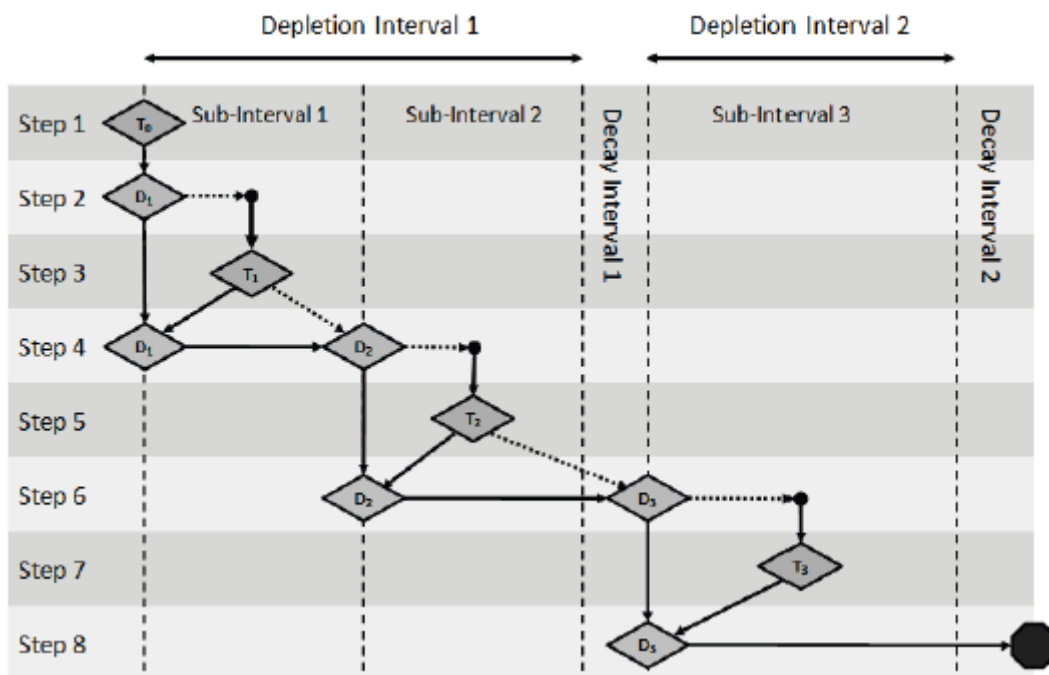 Depletion Interval 1
Depletion Interval 2
Sub-Interval 1
Sub-Interval 2
Decay Interval 1
Sub-Interval 3
Decay Interval 2
Step 1
T₀
Step 2
D₁
Step 3
T₁
Step 4
D₁
D₂
Step 5
T₂
Step 6
D₂
D₃
Step 7
T₃
Step 8
D₃